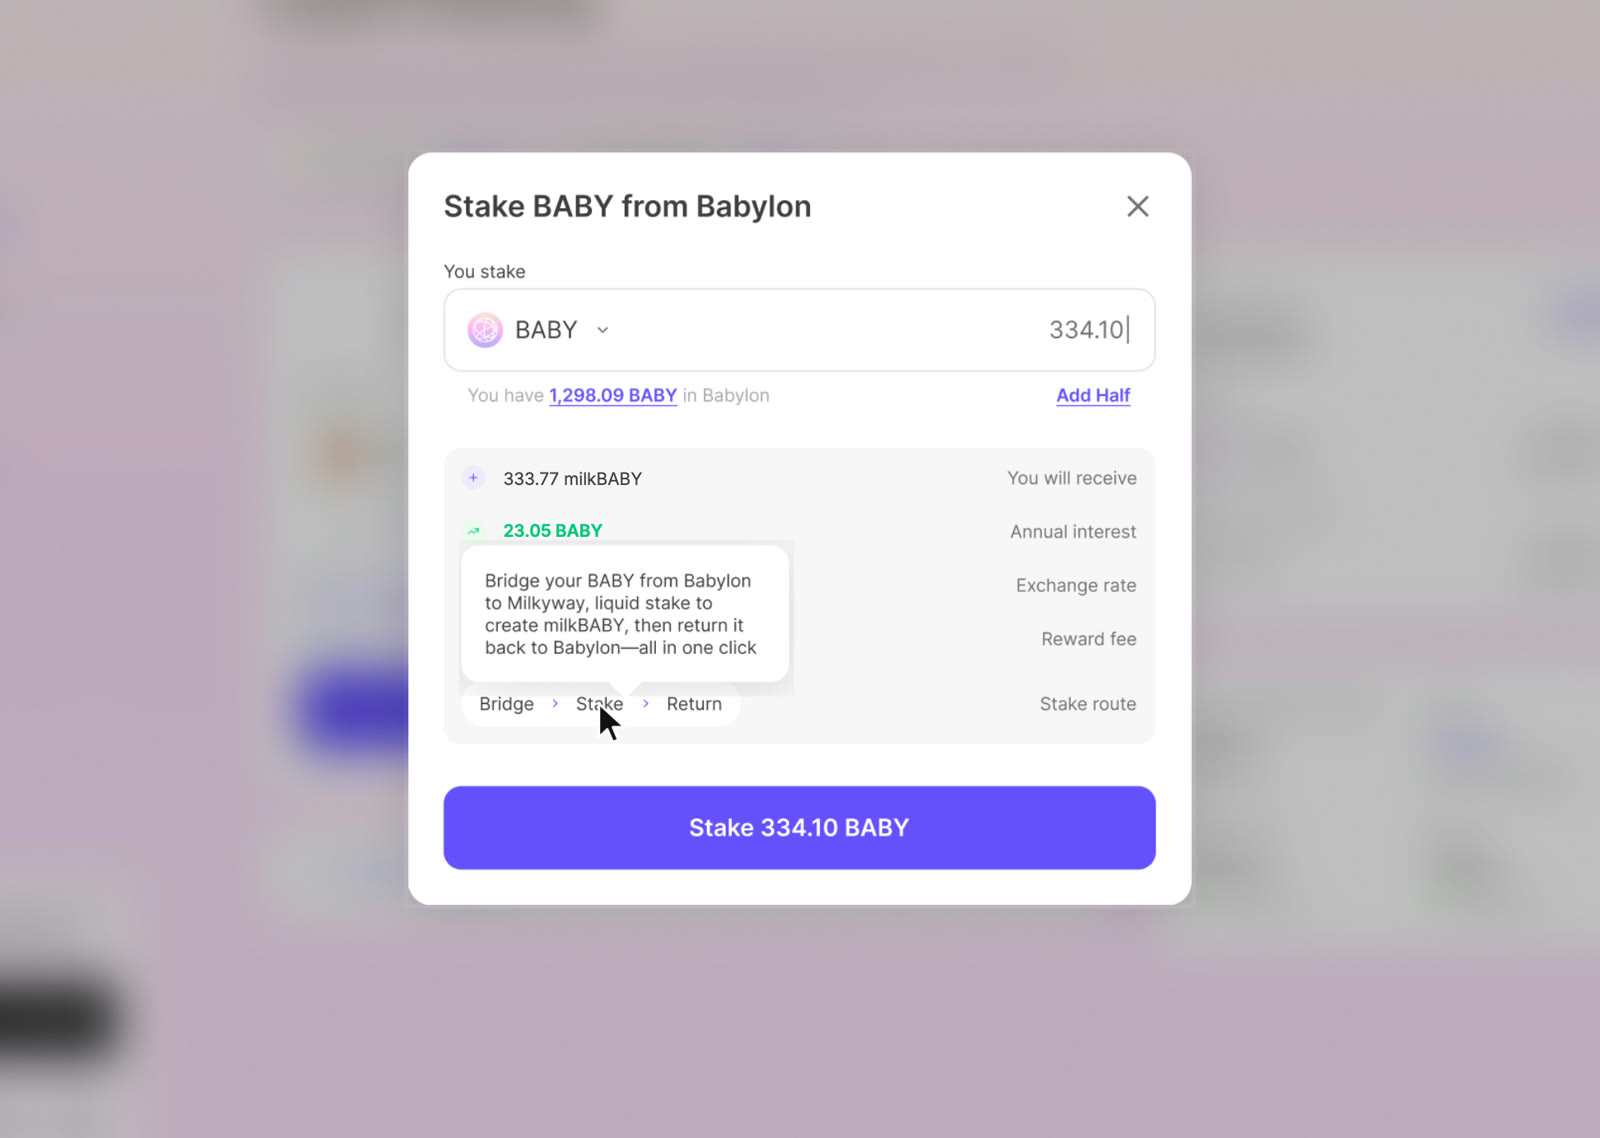 Stake BABY from Babylon
You stake
BABY
334.10
You have 1,298.09 BABY in Babylon
Add Half
333.77 milkBABY
You will receive
23.05 BABY
Annual interest
Bridge your BABY from Babylon
to Milkyway, liquid stake to
create milkBABY, then return it
back to Babylon—all in one click
Exchange rate
Reward fee
Bridge > Stake > Return
Stake route
Stake 334.10 BABY